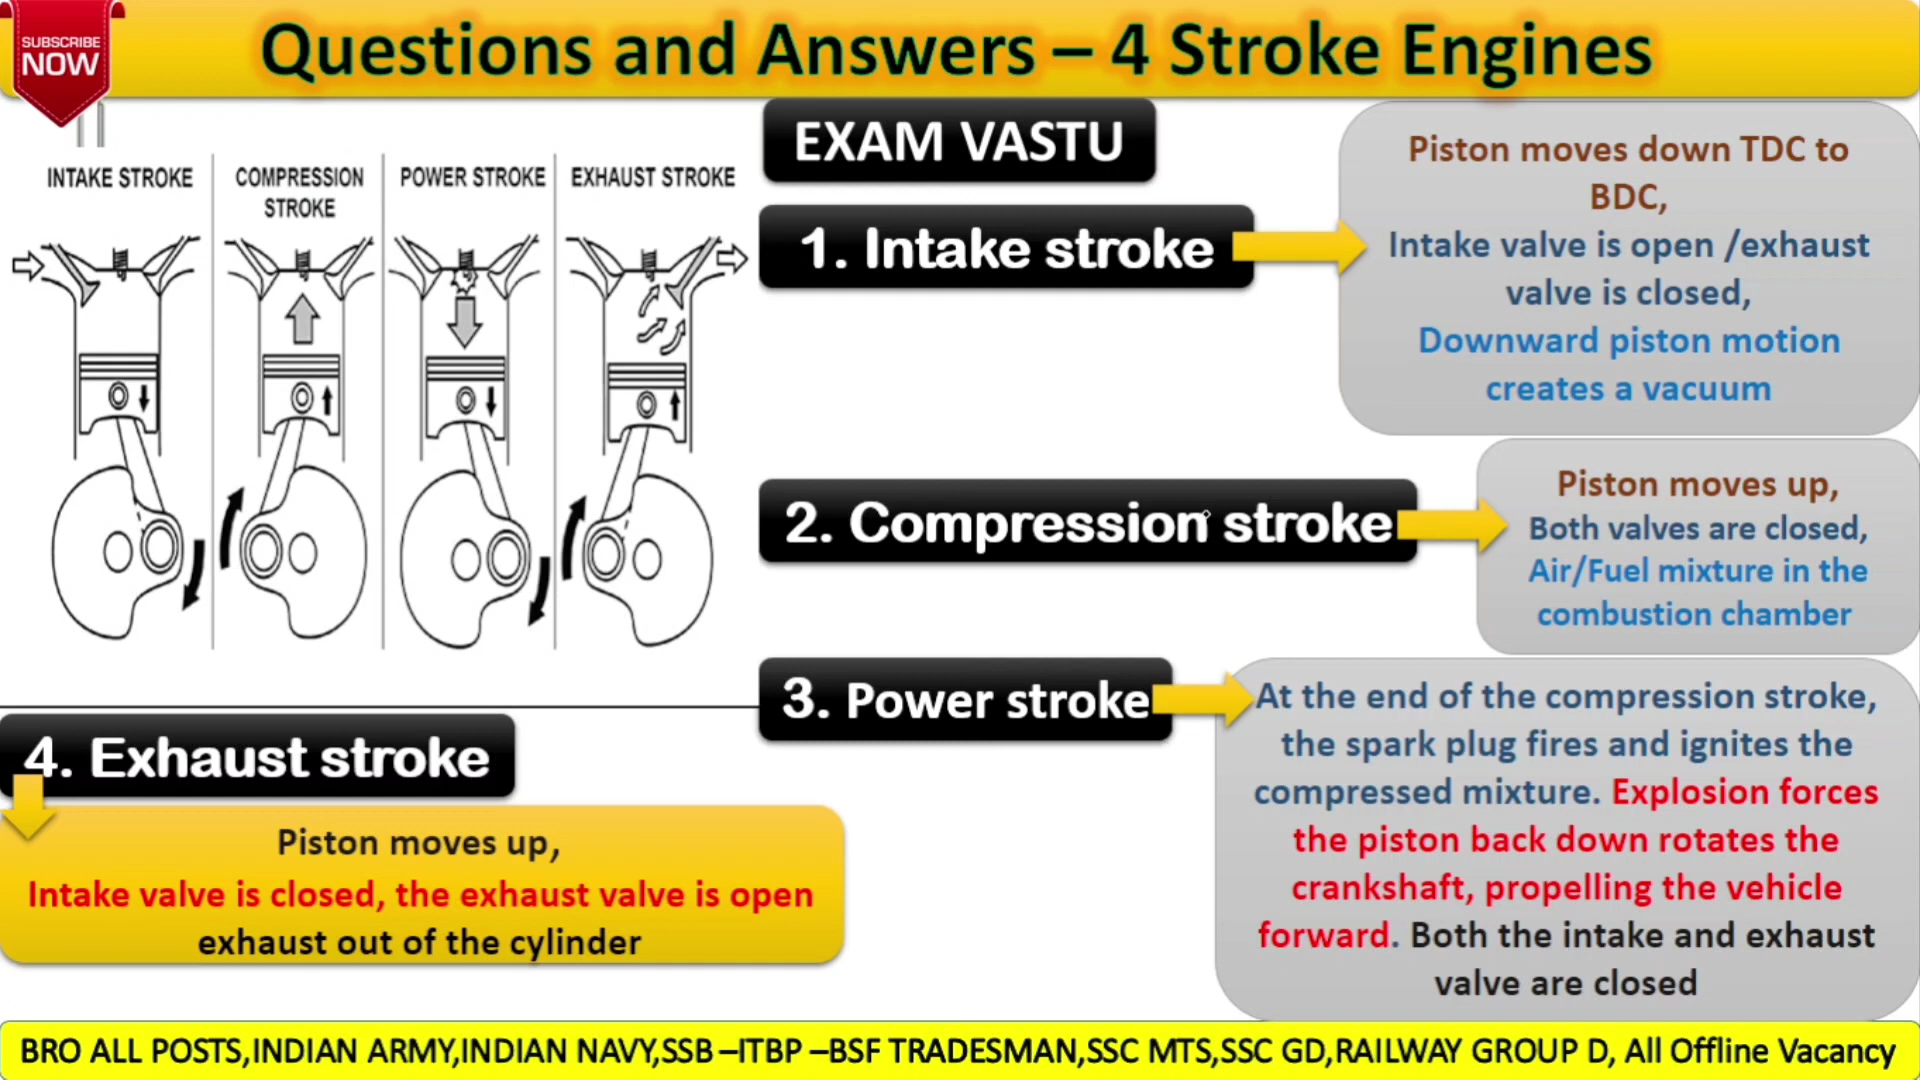 SUBSCRIBE
NOW
Questions and Answers – 4 Stroke Engines
EXAM VASTU
INTAKE STROKE
COMPRESSION
STROKE
POWER STROKE
EXHAUST STROKE
1. Intake stroke
Piston moves down TDC to
BDC,
Intake valve is open /exhaust
valve is closed,
Downward piston motion
creates a vacuum
2. Compression stroke
Piston moves up,
Both valves are closed,
Air/Fuel mixture in the
combustion chamber
3. Power stroke
At the end of the compression stroke,
the spark plug fires and ignites the
compressed mixture. Explosion forces
the piston back down rotates the
crankshaft, propelling the vehicle
forward. Both the intake and exhaust
valve are closed
4. Exhaust stroke
Piston moves up,
Intake valve is closed, the exhaust valve is open
exhaust out of the cylinder
BRO ALL POSTS,INDIAN ARMY,INDIAN NAVY,SSB –ITBP –BSF TRADESMAN,SSC MTS,SSC GD,RAILWAY GROUP D, All Offline Vacancy